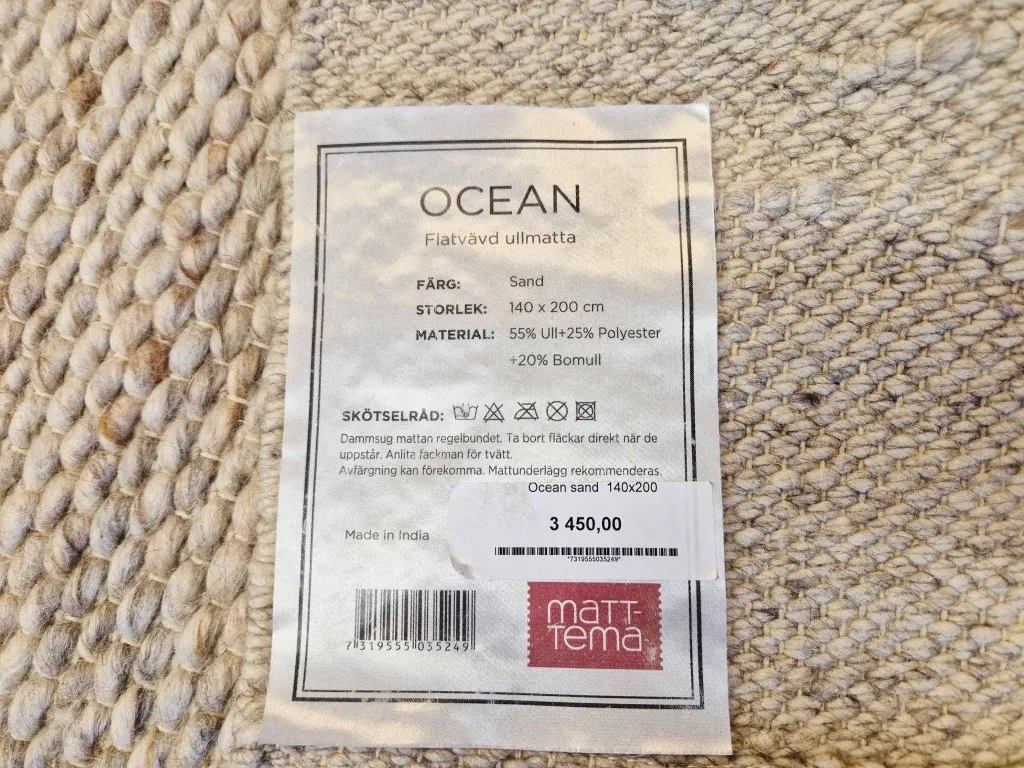 OCEAN
Flatvävd ullmatta
FÄRG: Sand
STORLEK: 140 x 200 cm
MATERIAL: 55% Ull+25% Polyester
+20% Bomull
SKÖTSELRÅD:
Dammsug mattan regelbundet. Ta bort fläckar direkt när de
uppstår. Anlita fackman för tvätt.
Avfärgning kan förekomma. Mattunderlägg rekommenderas.
Ocean sand 140x200
3 450,00
*7319555035249*
Made in India
7 319555 035249
MATT-
TEMA